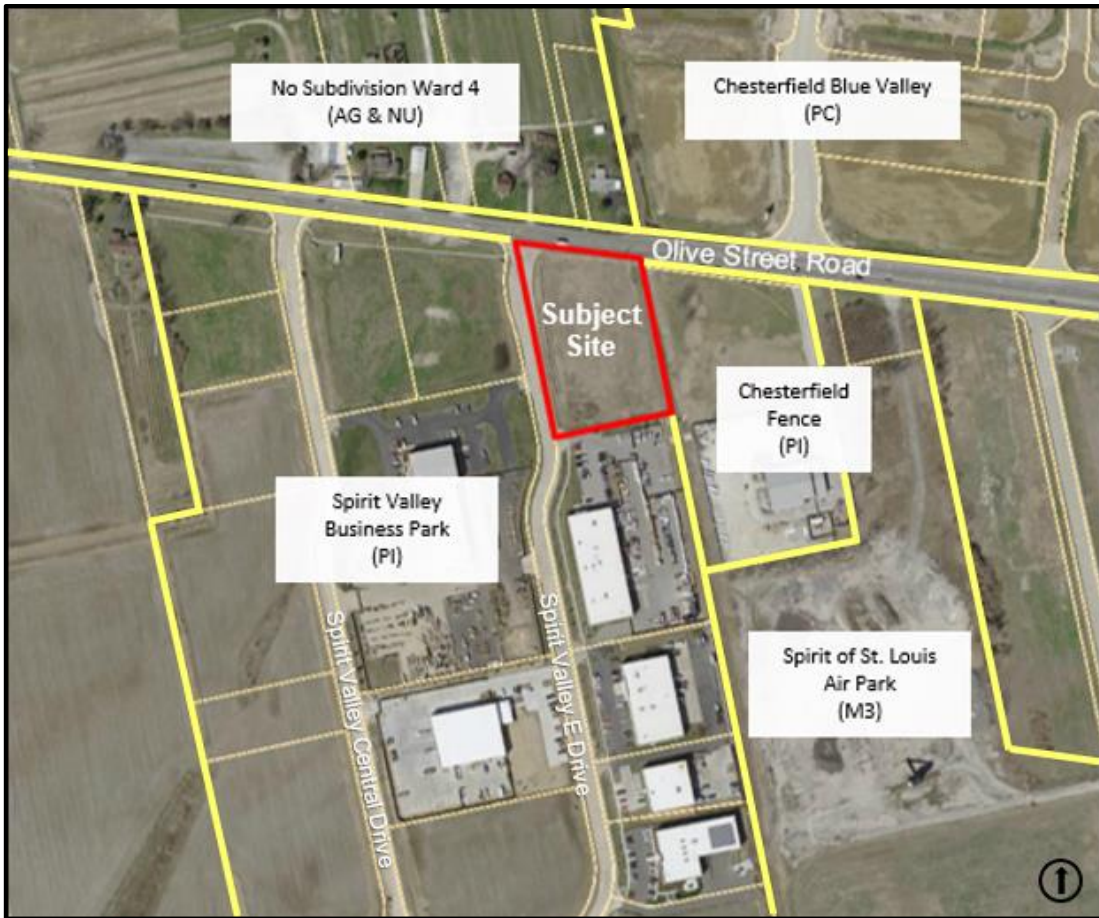 No Subdivision Ward 4
(AG & NU)
Chesterfield Blue Valley
(PC)
Olive Street Road
Subject
Site
Chesterfield
Fence
(PI)
Spirit Valley
Business Park
(PI)
Spirit Valley Central Drive
Spirit Valley E Drive
Spirit of St. Louis
Air Park
(M3)